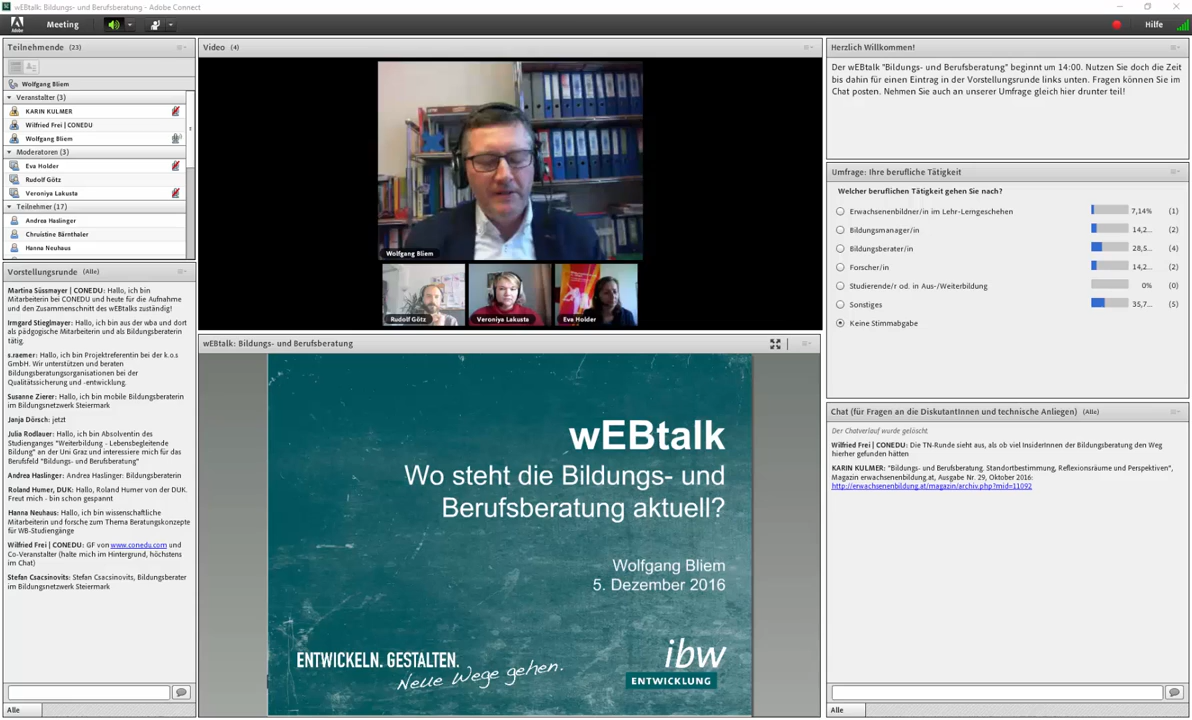 wEBtalk: Bildungs- und Berufsberatung - Adobe Connect
Meeting
Hilfe
Teilnehmende (23)
Wolfgang Bliem
Veranstalter (3)
KARIN KULMER
Wilfried Frei | CONEDU
Wolfgang Bliem
Moderatoren (3)
Eva Holder
Rudolf Götz
Veroniya Lakusta
Teilnehmer (17)
Andrea Haslinger
Chruistine Bärnthaler
Hanna Neuhaus
Vorstellungsrunde (Alle)
Martina Süssmayer | CONEDU: Hallo, ich bin
Mitarbeiterin bei CONEDU und heute für die Aufnahme
und den Zusammenschnitt des wEBtalks zuständig!
Irmgard Stieglmayer: Hallo, ich bin aus der wba und dort
als pädagogische Mitarbeiterin und als Bildungsberaterin
tätig.
s.raemer: Hallo, ich bin Projektreferentin bei der k.o.s
GmbH. Wir unterstützen und beraten
Bildungsberatungsorganisationen bei der
Qualitätssicherung und -entwicklung.
Susanne Zierer: Hallo, ich bin mobile Bildungsberaterin
im Bildungsnetzwerk Steiermark
Janja Dörsch: jetzt
Julia Rodlauer: Hallo, ich bin Absolventin des
Studienganges "Weiterbildung - Lebensbegleitende
Bildung" an der Uni Graz und interessiere mich für das
Berufsfeld "Bildungs- und Berufsberatung"
Andrea Haslinger: Andrea Haslinger: Bildungsberaterin
Roland Humer, DUK: Hallo, Roland Humer von der DUK.
Freut mich - bin schon gespannt
Hanna Neuhaus: Hallo, ich bin wissenschaftliche
Mitarbeiterin und forsche zum Thema Beratungskonzepte
für WB-Studiengänge
Wilfried Frei | CONEDU: GF von www.conedu.com und
Co-Veranstalter (halte mich im Hintergrund, höchstens
im Chat)
Stefan Csacsinovits: Stefan Csacsinovits, Bildungsberater
im Bildungsnetzwerk Steiermark
Alle
Video (4)
Wolfgang Bliem
Rudolf Götz
Veroniya Lakusta
Eva Holder
wEBtalk: Bildungs- und Berufsberatung
wEBtalk
Wo steht die Bildungs- und
Berufsberatung aktuell?
Wolfgang Bliem
5. Dezember 2016
ENTWICKELN. GESTALTEN.
Neue Wege gehen.
ibw
ENTWICKLUNG
Herzlich Willkommen!
Der wEBtalk "Bildungs- und Berufsberatung" beginnt um 14:00. Nutzen Sie doch die Zeit
bis dahin für einen Eintrag in der Vorstellungsrunde links unten. Fragen können Sie im
Chat posten. Nehmen Sie auch an unserer Umfrage gleich hier drunter teil!
Umfrage: Ihre berufliche Tätigkeit
Welcher beruflichen Tätigkeit gehen Sie nach?
Erwachsenenbildner/in im Lehr-Lerngeschehen 7,14% (1)
Bildungsmanager/in 14,2... (2)
Bildungsberater/in 28,5... (4)
Forscher/in 14,2... (2)
Studierende/r od. in Aus-/Weiterbildung 0% (0)
Sonstiges 35,7... (5)
Keine Stimmabgabe
Chat (für Fragen an die DiskutantInnen und technische Anliegen) (Alle)
Der Chatverlauf wurde gelöscht.
Wilfried Frei | CONEDU: Die TN-Runde sieht aus, als ob viel InsiderInnen der Bildungsberatung den Weg
hierher gefunden hätten
KARIN KULMER: "Bildungs- und Berufsberatung. Standortbestimmung, Reflexionsräume und Perspektiven",
Magazin erwachsenenbildung.at, Ausgabe Nr. 29, Oktober 2016:
http://erwachsenenbildung.at/magazin/archiv.php?mid=11092
Alle